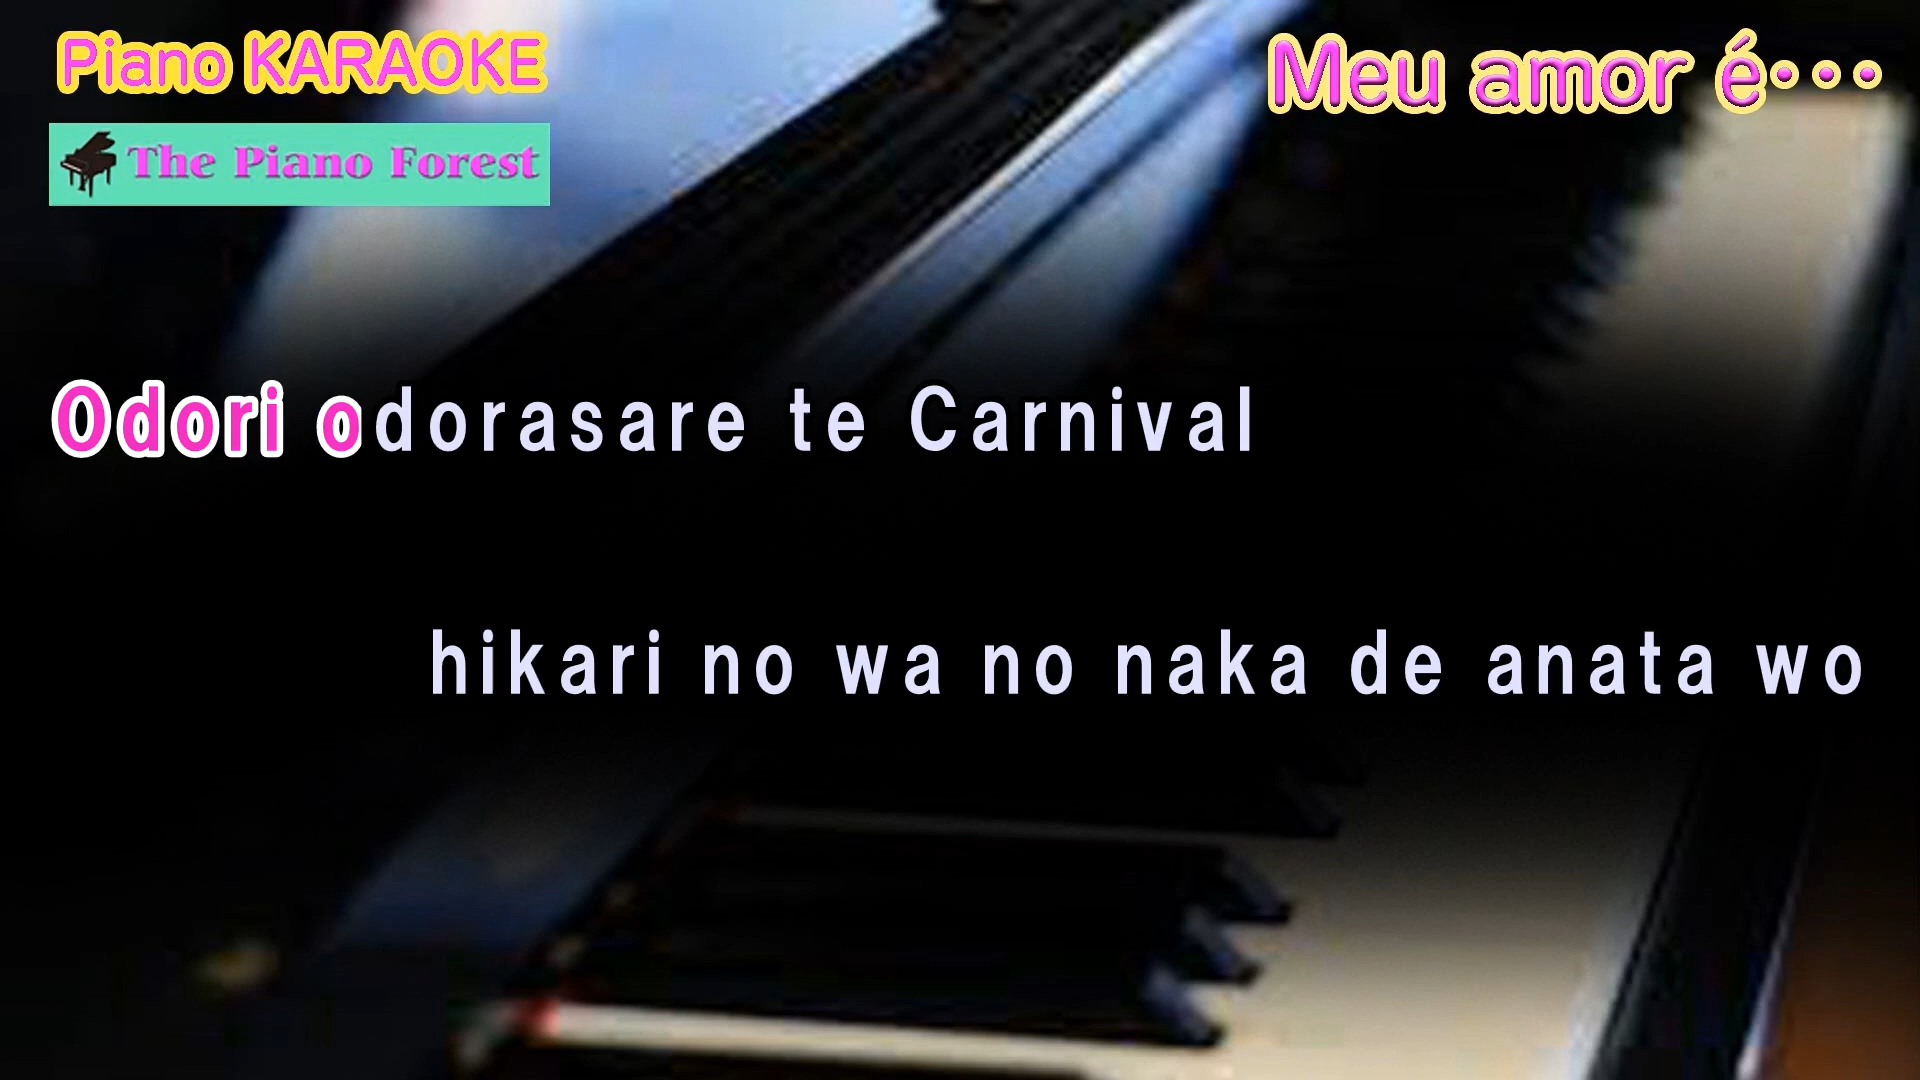 Piano KARAOKE
Meu amor é・・・
The Piano Forest
Odori odorasare te Carnival
hikari no wa no naka de anata wo